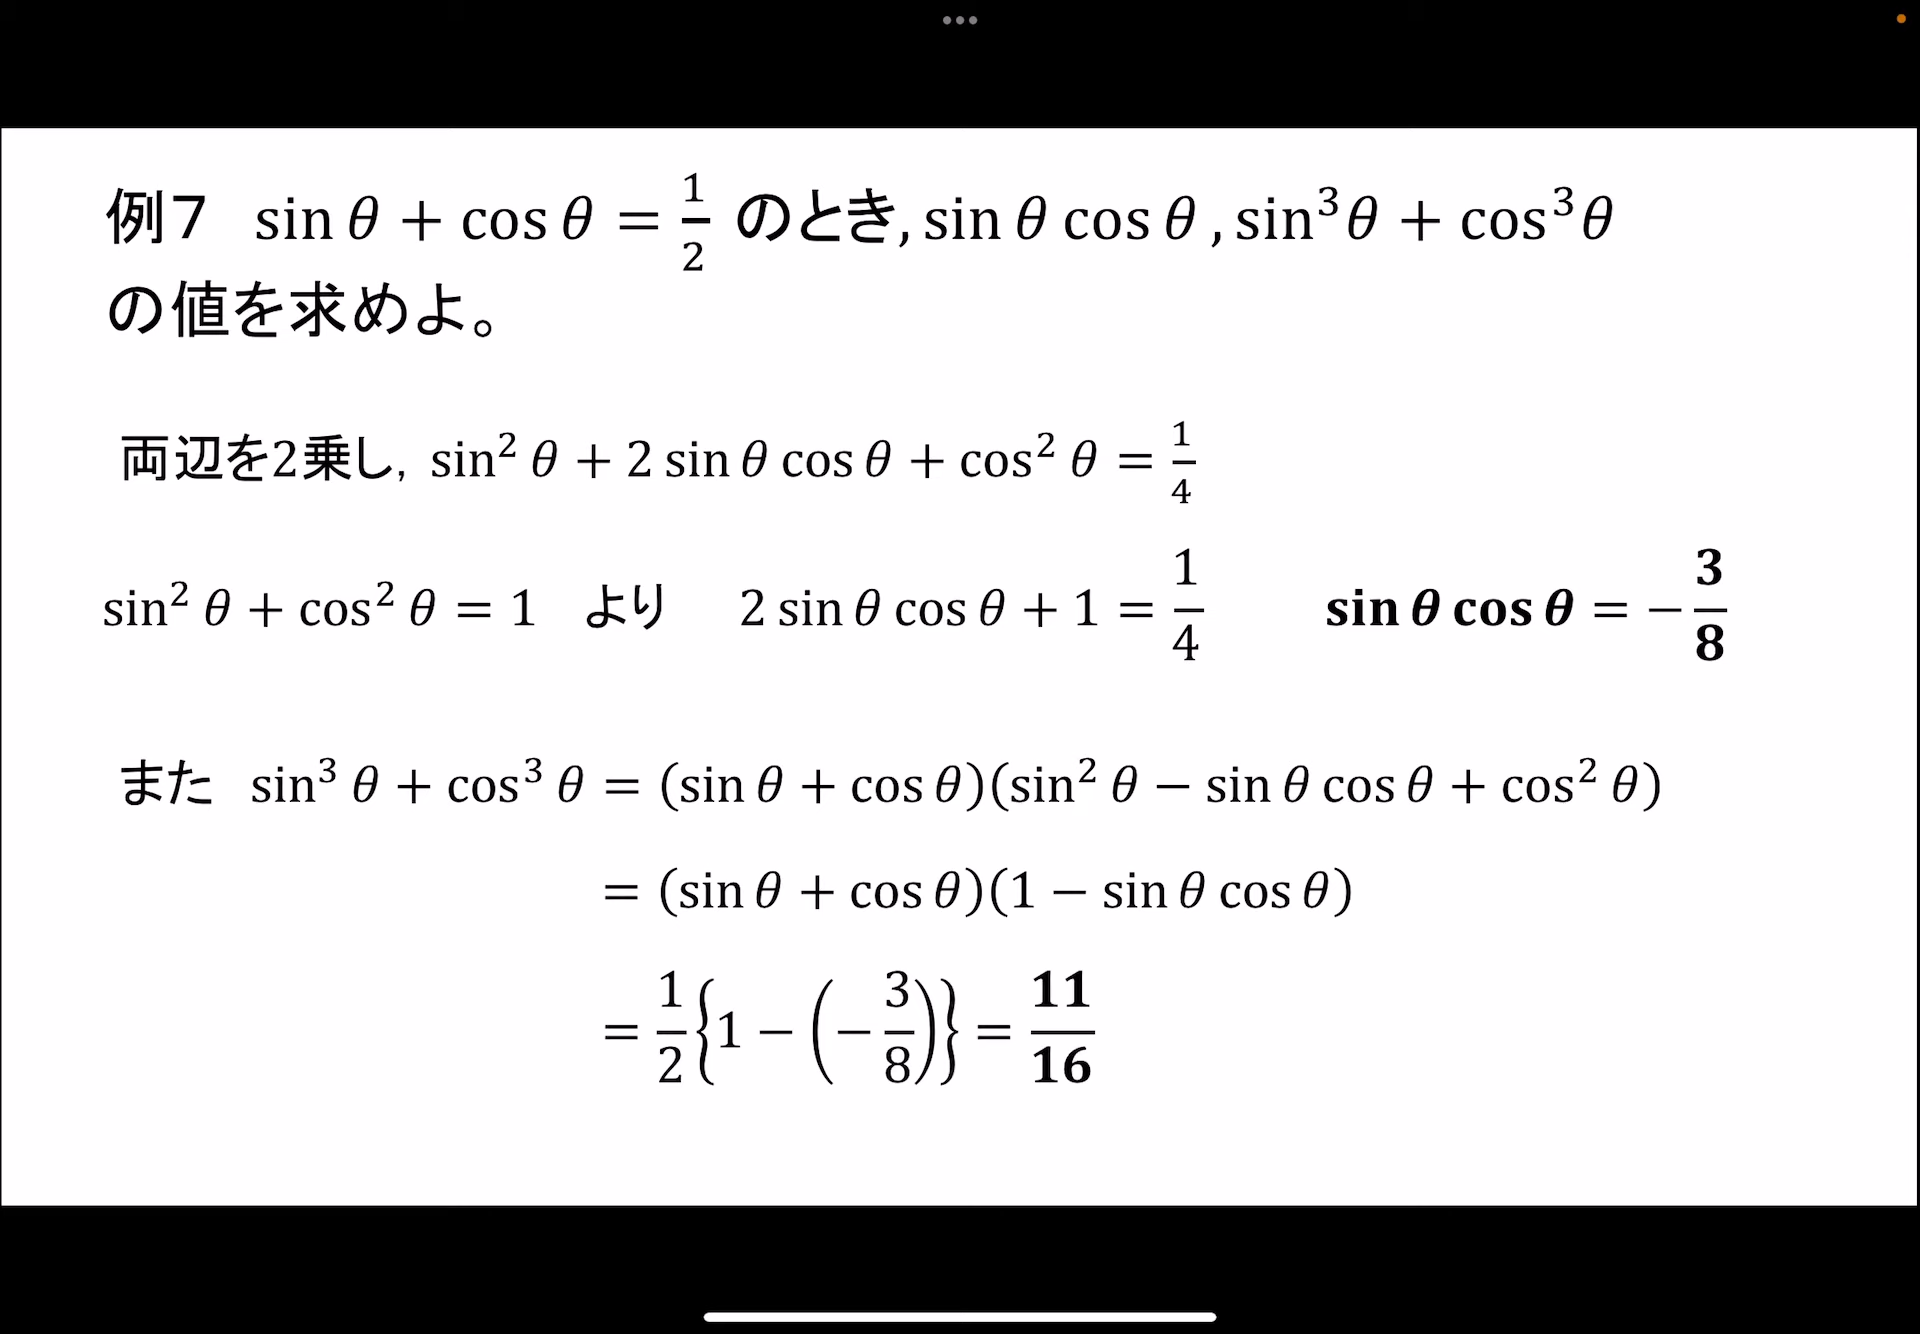 例７ sin θ + cos θ = 1/2 のとき, sin θ cos θ , sin³θ + cos³θ
の値を求めよ。
両辺を2乗し, sin² θ + 2 sin θ cos θ + cos² θ = 1/4
sin² θ + cos² θ = 1 より 2 sin θ cos θ + 1 = 1/4 sin θ cos θ = −3/8
また sin³ θ + cos³ θ = (sin θ + cos θ)(sin² θ − sin θ cos θ + cos² θ)
= (sin θ + cos θ)(1 − sin θ cos θ)
= 1/2{1 − (−3/8)} = 11/16